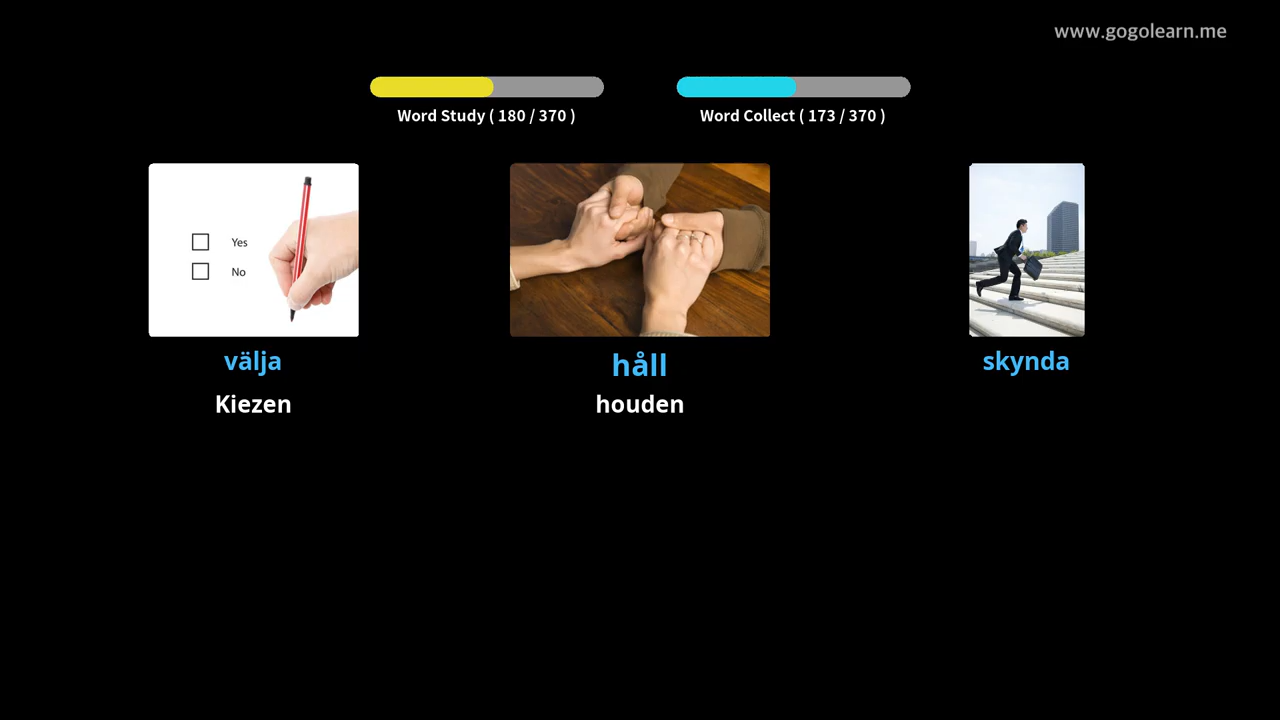 www.gogolearn.me
Word Study ( 180 / 370 )
Word Collect ( 173 / 370 )
Yes
No
välja
håll
skynda
Kiezen
houden